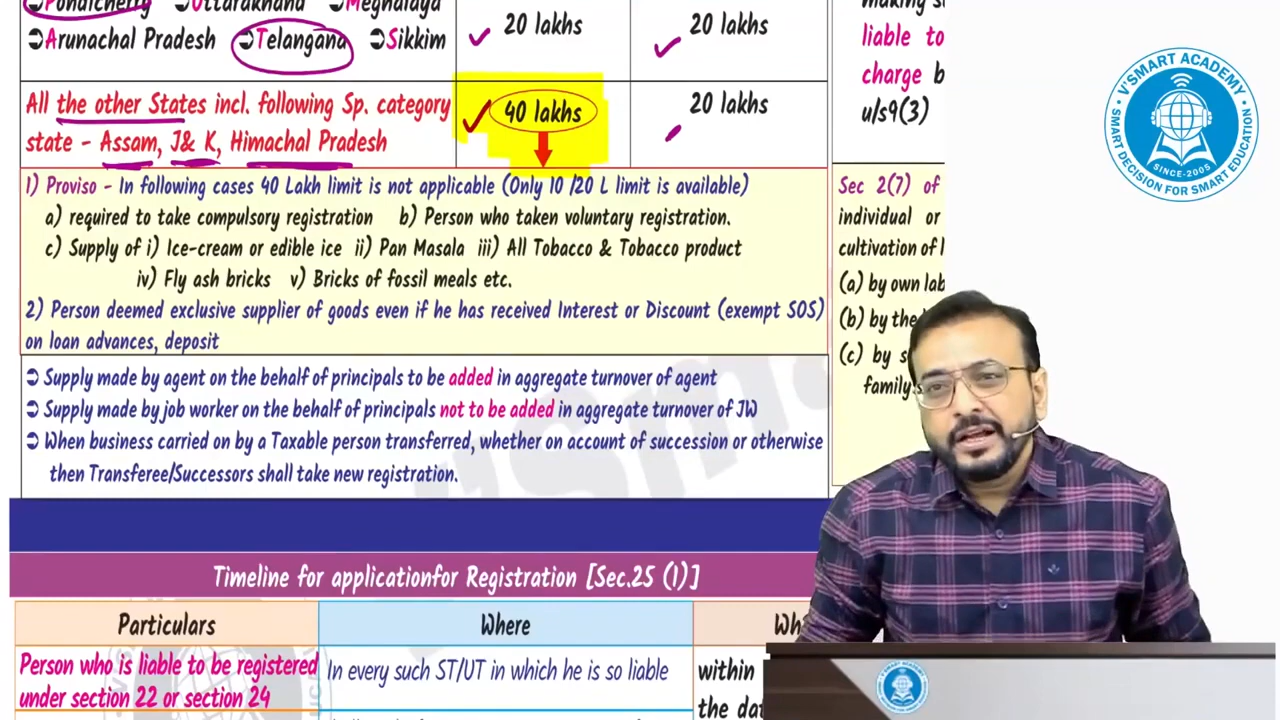 Pondicherry Uttarakhand Meghalaya
Arunachal Pradesh Telangana Sikkim
20 lakhs
20 lakhs
All the other States incl. following Sp. category
state - Assam, J& K, Himachal Pradesh
40 lakhs
20 lakhs
1) Proviso - In following cases 40 Lakh limit is not applicable (Only 10 /20 L limit is available)
a) required to take compulsory registration b) Person who taken voluntary registration.
c) Supply of i) Ice-cream or edible ice ii) Pan Masala iii) All Tobacco & Tobacco product
iv) Fly ash bricks v) Bricks of fossil meals etc.
2) Person deemed exclusive supplier of goods even if he has received Interest or Discount (exempt SOS)
on loan advances, deposit
Supply made by agent on the behalf of principals to be added in aggregate turnover of agent
Supply made by job worker on the behalf of principals not to be added in aggregate turnover of JW
When business carried on by a Taxable person transferred, whether on account of succession or otherwise
then Transferee/Successors shall take new registration.
Timeline for applicationfor Registration [Sec.25 (1)]
Particulars
Where
Person who is liable to be registered
under section 22 or section 24
In every such ST/UT in which he is so liable
within
the
liable to
charge
u/s9(3)
Sec 2(7) of
individual or
cultivation of
(a) by own
(b) by the
(c) by
family
V'SMART ACADEMY
SINCE-2005
SMART DECISION FOR SMART EDUCATION